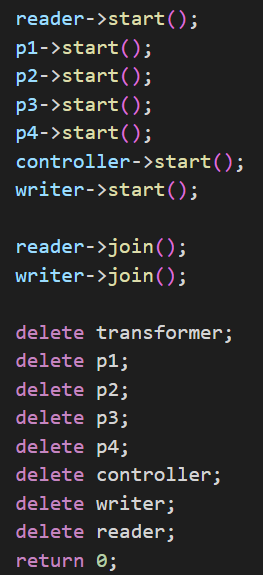 reader->start();
p1->start();
p2->start();
p3->start();
p4->start();
controller->start();
writer->start();
reader->join();
writer->join();
delete transformer;
delete p1;
delete p2;
delete p3;
delete p4;
delete controller;
delete writer;
delete reader;
return 0;